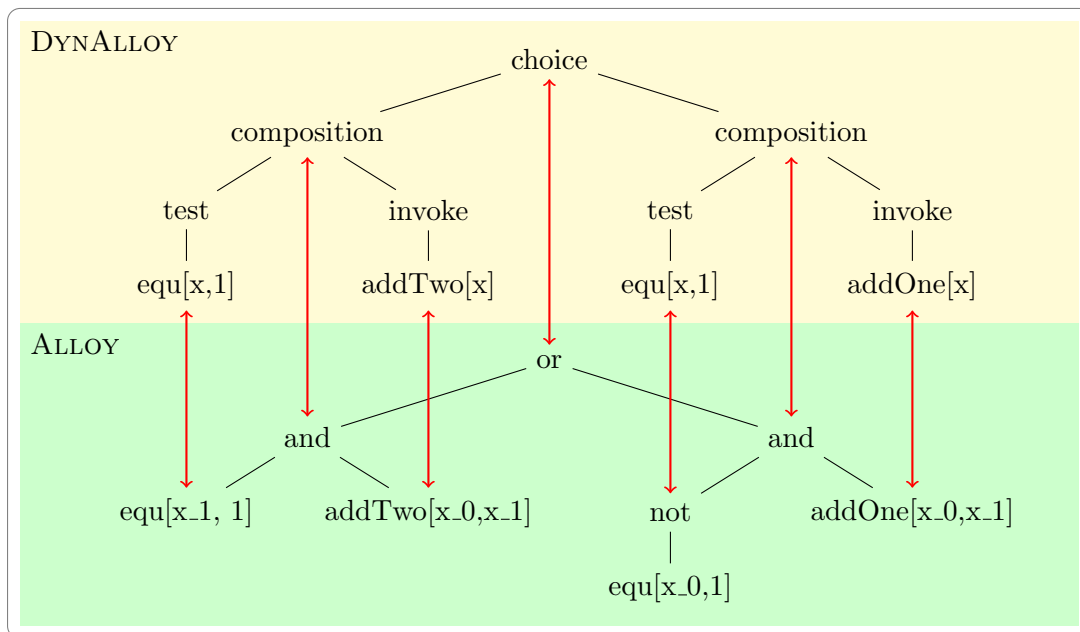 DYNALLOY
choice
composition composition
test invoke test invoke
equ[x,1] addTwo[x] equ[x,1] addOne[x]
ALLOY
or
and and
equ[x_1, 1] addTwo[x_0,x_1] not addOne[x_0,x_1]
equ[x_0,1]